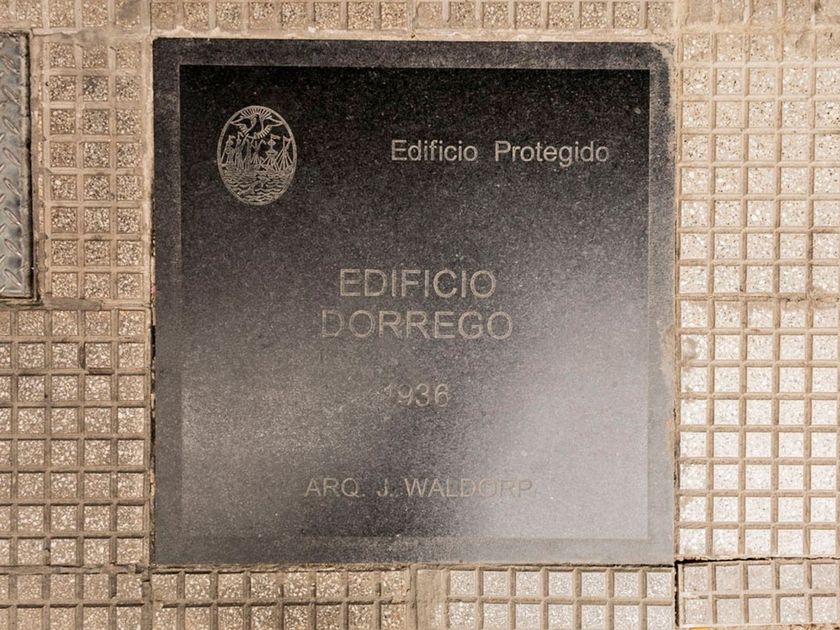 Edificio Protegido
EDIFICIO
DORREGO
1936
ARQ. J. WALDORP